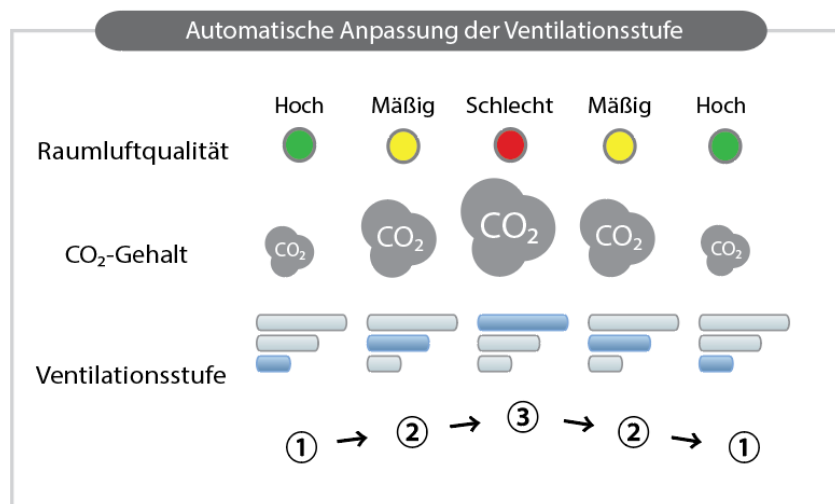 Automatische Anpassung der Ventilationsstufe
Hoch Mäßig Schlecht Mäßig Hoch
Raumluftqualität
CO₂-Gehalt CO₂ CO₂ CO₂ CO₂ CO₂
Ventilationsstufe
① → ② → ③ → ② → ①